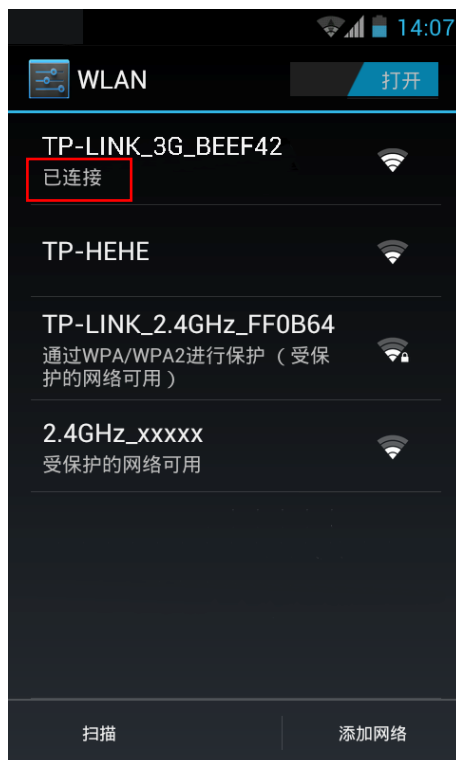 14:07
WLAN
打开
TP-LINK_3G_BEEF42
已连接
TP-HEHE
TP-LINK_2.4GHz_FF0B64
通过WPA/WPA2进行保护（受保
护的网络可用）
2.4GHz_xxxxx
受保护的网络可用
扫描
添加网络